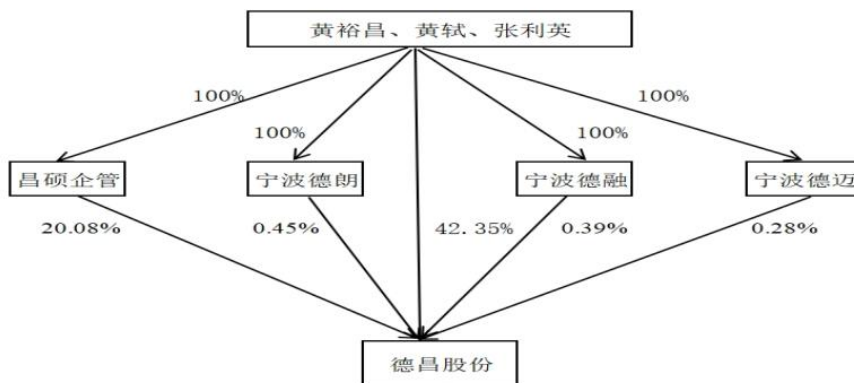 黄裕昌、黄轼、张利英
100%
100%
100%
100%
昌硕企管
宁波德朗
宁波德融
宁波德迈
20.08%
0.45%
42.35%
0.39%
0.28%
德昌股份